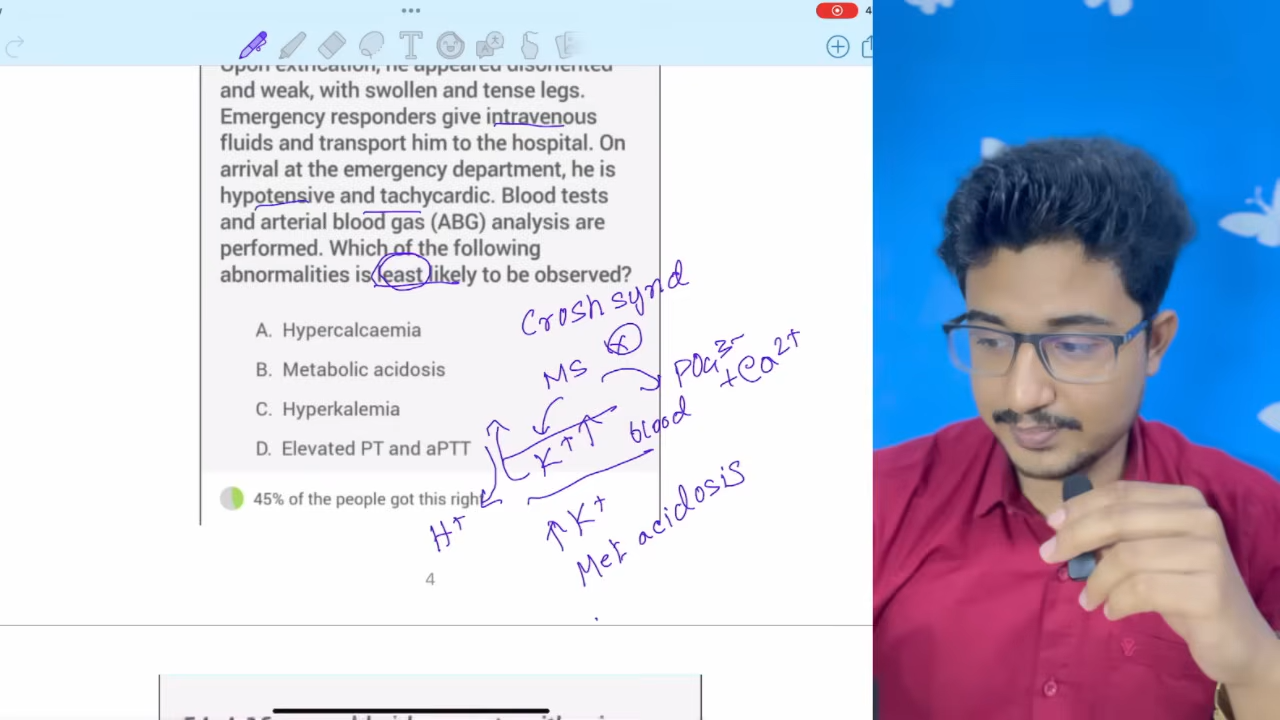 Upon extrication, he appeared disoriented
and weak, with swollen and tense legs.
Emergency responders give intravenous
fluids and transport him to the hospital. On
arrival at the emergency department, he is
hypotensive and tachycardic. Blood tests
and arterial blood gas (ABG) analysis are
performed. Which of the following
abnormalities is least likely to be observed?
Crosh synd
A. Hypercalcaemia
MS
PO4³⁻
+Ca²⁺
B. Metabolic acidosis
C. Hyperkalemia
blood
K⁺↑
D. Elevated PT and aPTT
45% of the people got this right
H⁺
↑K⁺
Met acidosis
4